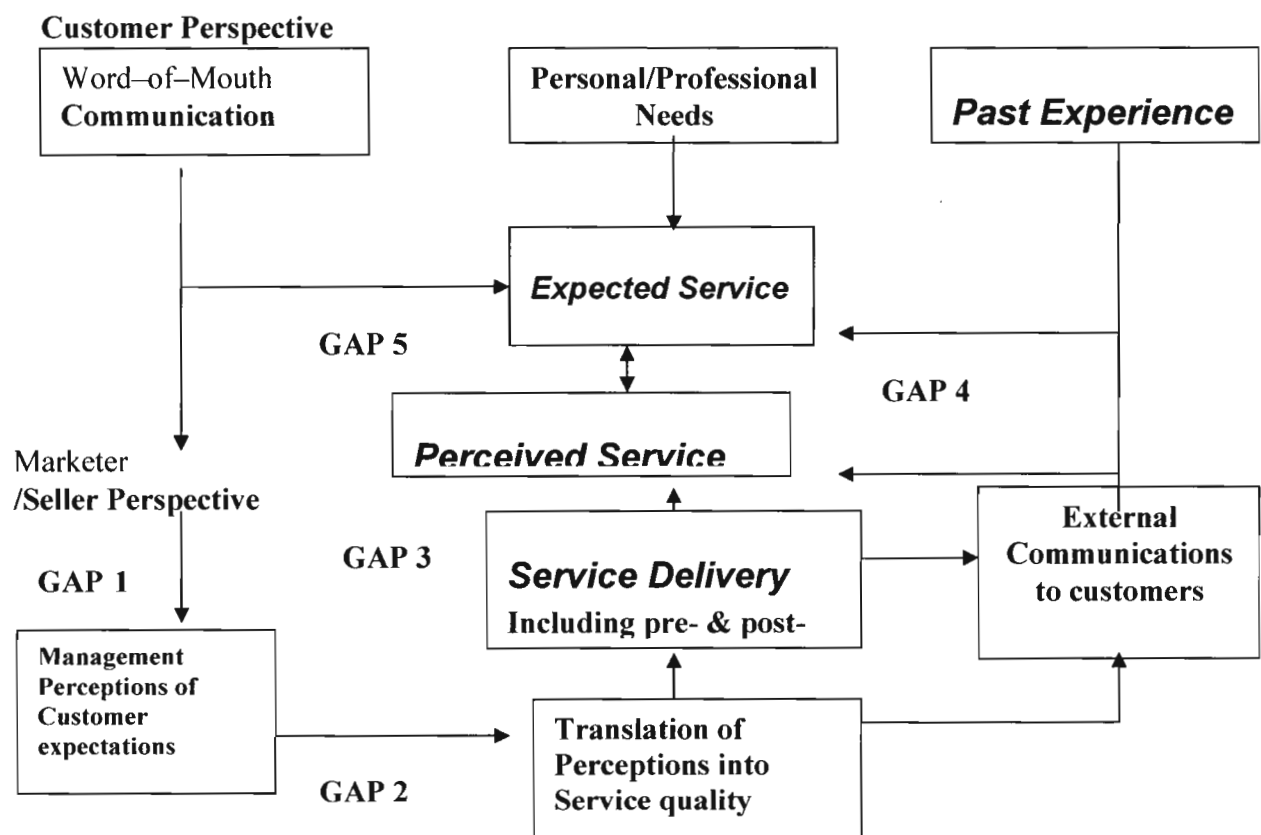 Customer Perspective
Word–of–Mouth
Communication
Personal/Professional
Needs
Past Experience
Expected Service
GAP 5
GAP 4
Perceived Service
Marketer
/Seller Perspective
GAP 3
Service Delivery
Including pre- & post-
External
Communications
to customers
GAP 1
Management
Perceptions of
Customer
expectations
GAP 2
Translation of
Perceptions into
Service quality